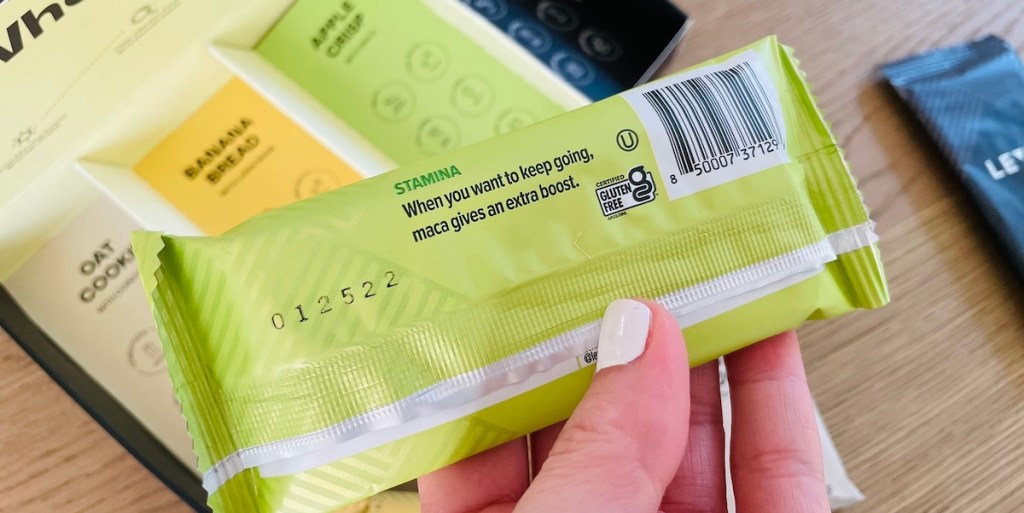 APPLE
CRISP
BANANA
BREAD
OAT
STAMINA
When you want to keep going,
maca gives an extra boost.
U
CERTIFIED
GLUTEN
FREE
8 50007 37129
012522